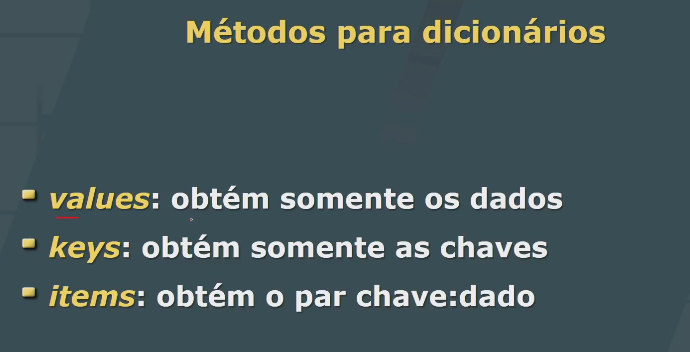 Métodos para dicionários
values: obtém somente os dados
keys: obtém somente as chaves
items: obtém o par chave:dado